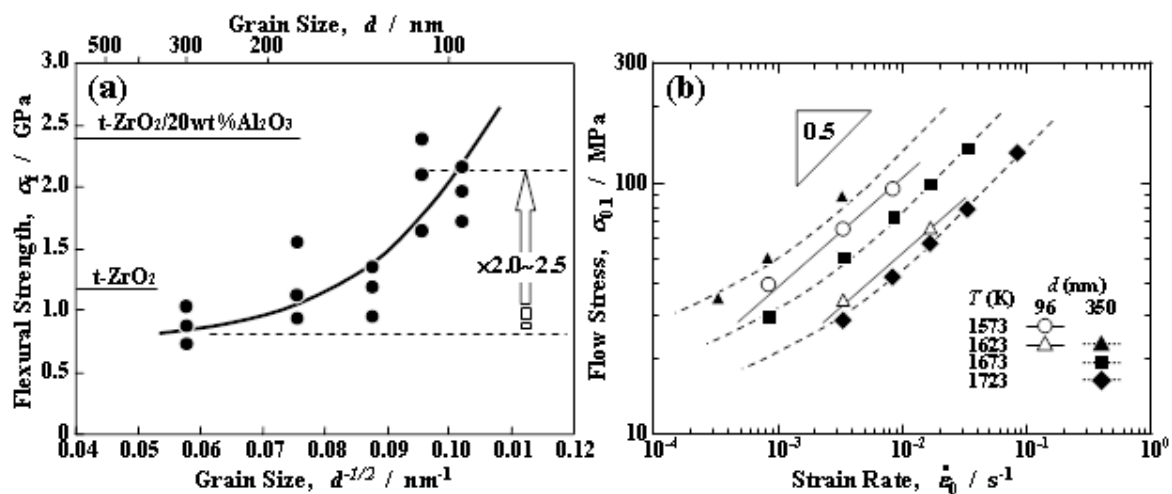 Grain Size, d / nm
500 300 200 100
(a)
3.0
2.5
2.0
1.5
1.0
0.5
0
Flexural Strength, σf / GPa
t-ZrO2/20wt%Al2O3
t-ZrO2
×2.0~2.5
0.04 0.05 0.06 0.07 0.08 0.09 0.10 0.11 0.12
Grain Size, d-1/2 / nm-1
(b)
300
100
10
Flow Stress, σ01 / MPa
0.5
T (K) d (nm)
96 350
1573
1623
1673
1723
10-4 10-3 10-2 10-1 100
Strain Rate, ε̇0 / s-1